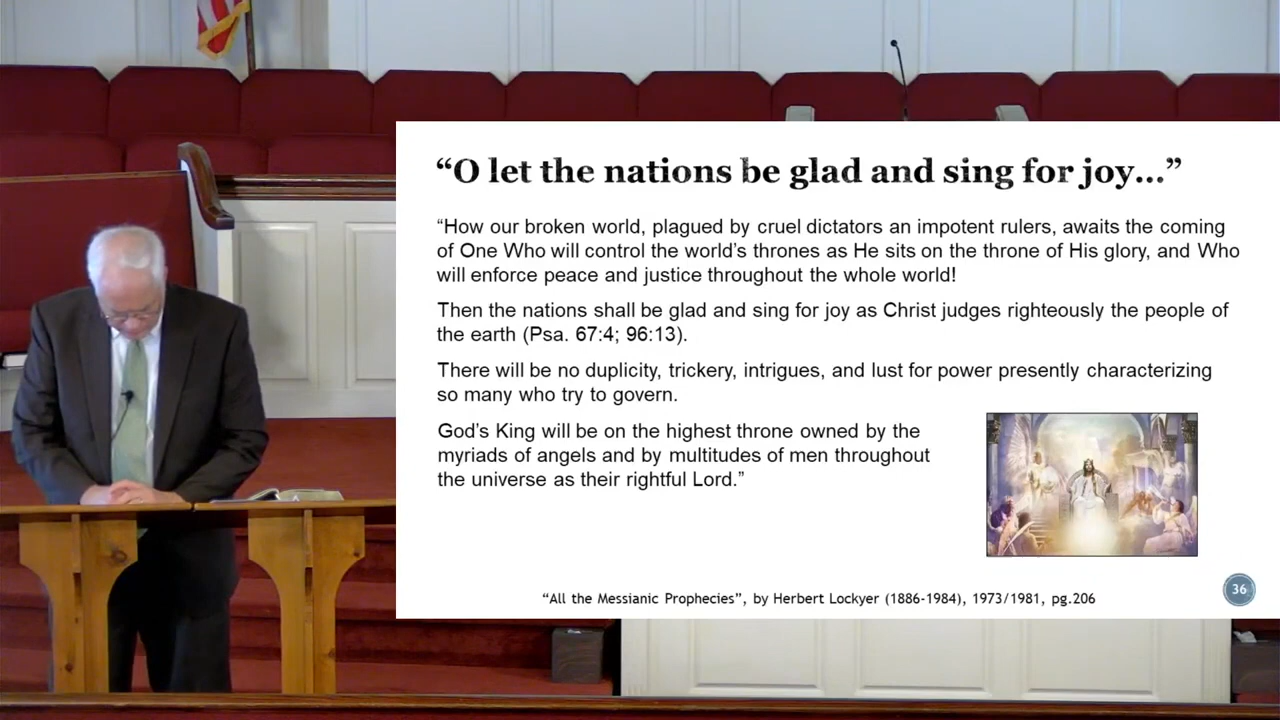 “O let the nations be glad and sing for joy…”
“How our broken world, plagued by cruel dictators an impotent rulers, awaits the coming
of One Who will control the world’s thrones as He sits on the throne of His glory, and Who
will enforce peace and justice throughout the whole world!
Then the nations shall be glad and sing for joy as Christ judges righteously the people of
the earth (Psa. 67:4; 96:13).
There will be no duplicity, trickery, intrigues, and lust for power presently characterizing
so many who try to govern.
God’s King will be on the highest throne owned by the
myriads of angels and by multitudes of men throughout
the universe as their rightful Lord.”
“All the Messianic Prophecies”, by Herbert Lockyer (1886-1984), 1973/1981, pg.206
36